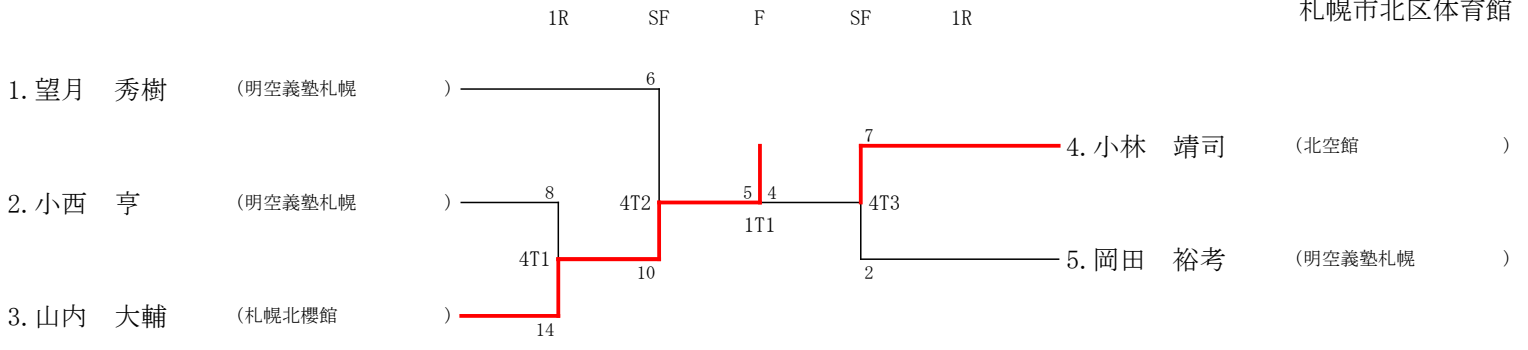 札幌市北区体育館
1R SF F SF 1R
1.望月　秀樹 (明空義塾札幌 ) 6
7 4.小林　靖司 (北空館 )
2.小西　亨 (明空義塾札幌 ) 8 4T2 5 4 4T3
1T1
4T1 10 2 5.岡田　裕考 (明空義塾札幌 )
3.山内　大輔 (札幌北櫻館 ) 14